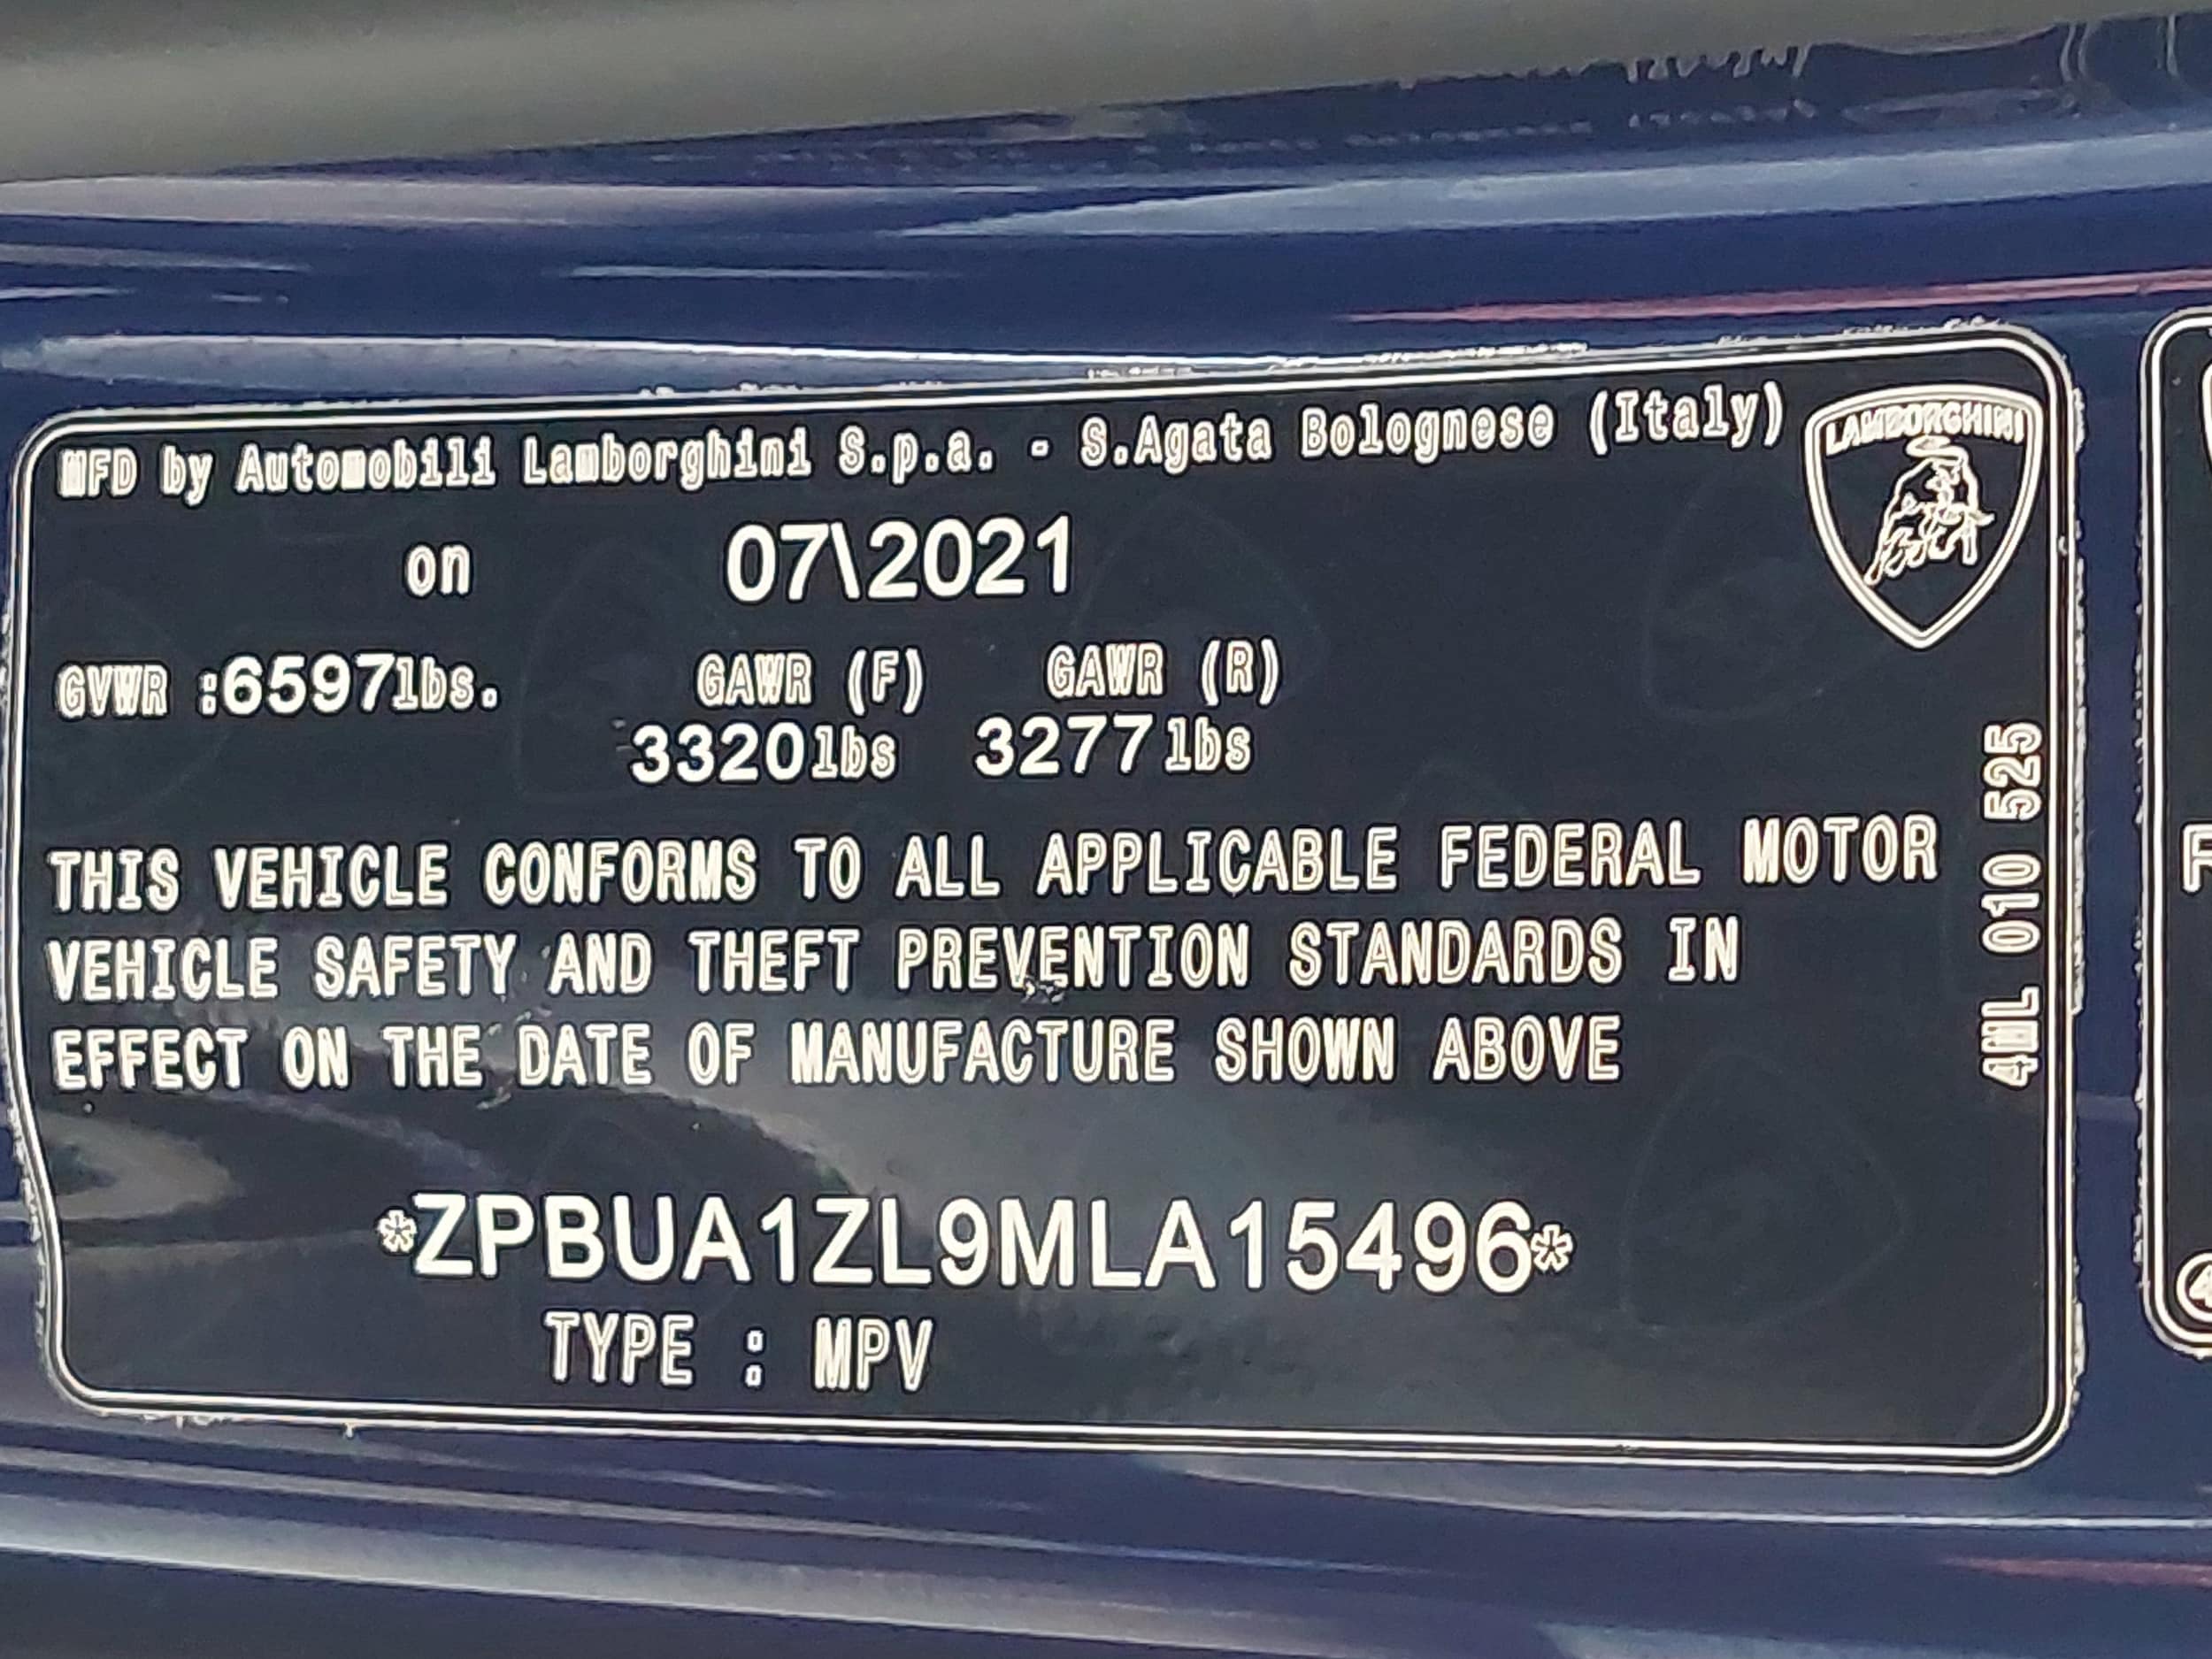 MFD by Automobili Lamborghini S.p.a. - S.Agata Bolognese (Italy)
LAMBORGHINI
on 07\2021
GVWR :6597lbs. GAWR (F) GAWR (R)
3320lbs 3277lbs
THIS VEHICLE CONFORMS TO ALL APPLICABLE FEDERAL MOTOR
VEHICLE SAFETY AND THEFT PREVENTION STANDARDS IN
EFFECT ON THE DATE OF MANUFACTURE SHOWN ABOVE
*ZPBUA1ZL9MLA15496*
TYPE : MPV
4ML 010 525